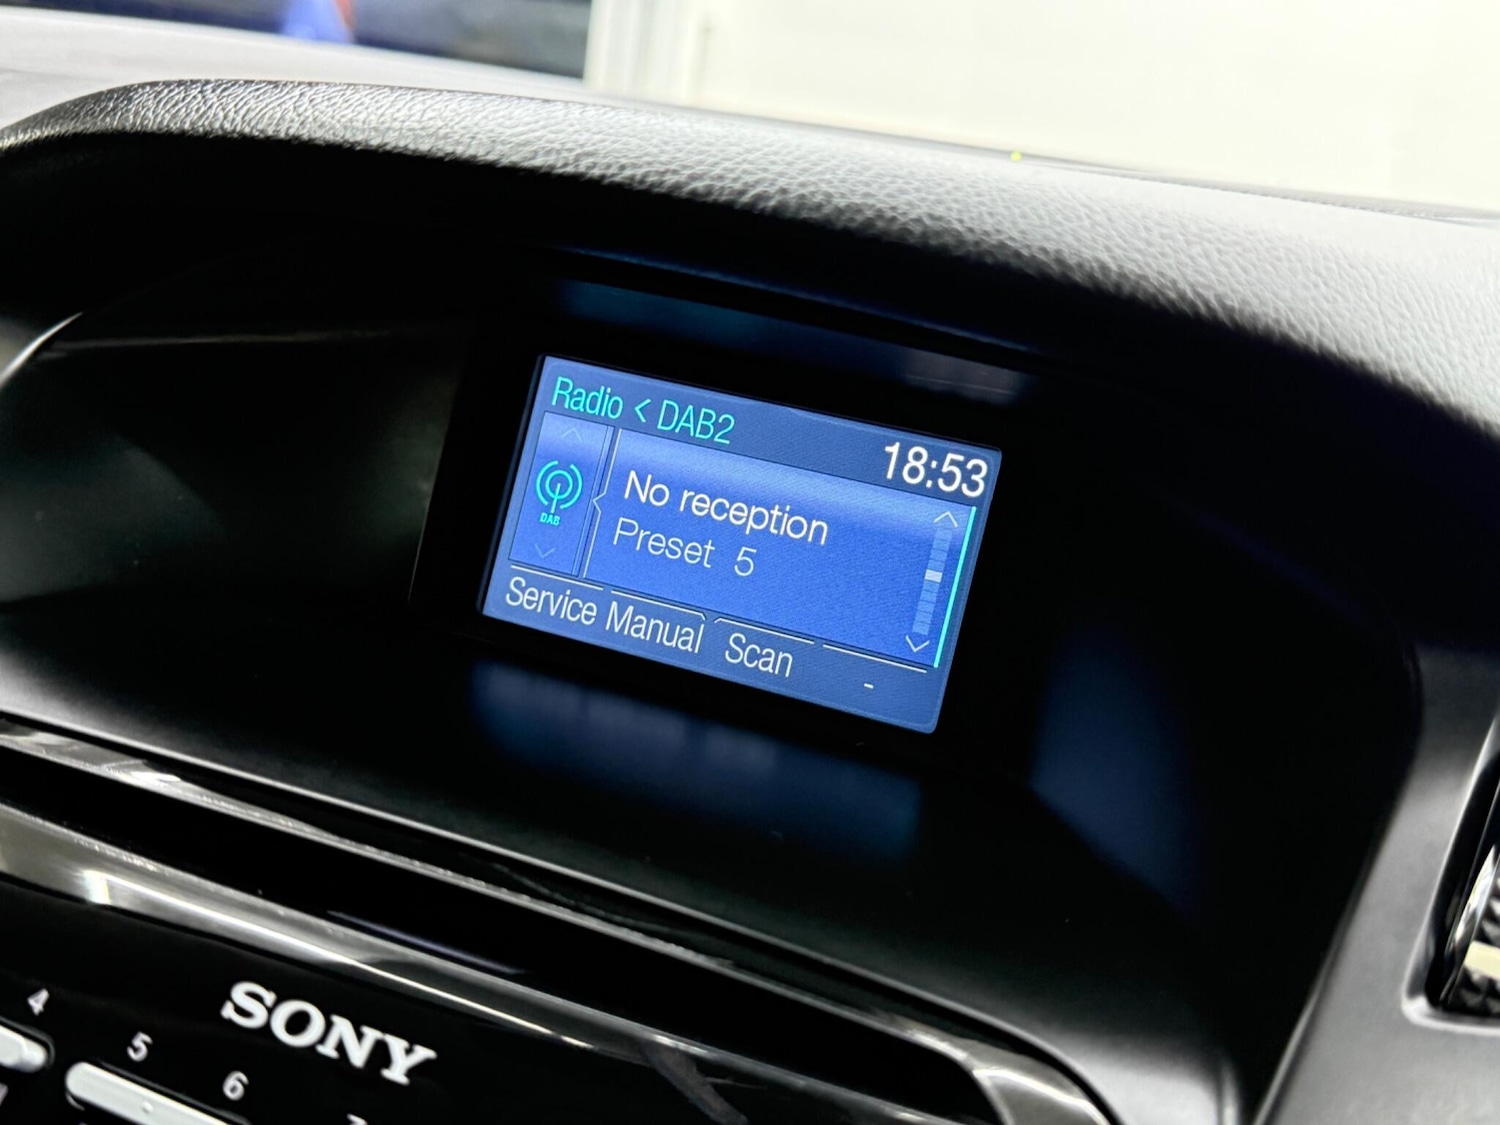 Radio < DAB2
18:53
DAB
No reception
Preset 5
Service Manual Scan -
SONY
4
5
6